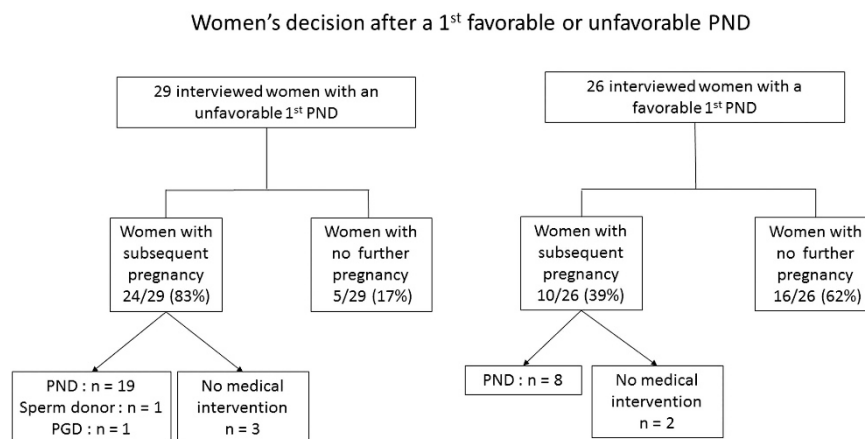 Women's decision after a 1st favorable or unfavorable PND
29 interviewed women with an
unfavorable 1st PND
26 interviewed women with a
favorable 1st PND
Women with
subsequent
pregnancy
24/29 (83%)
Women with
no further
pregnancy
5/29 (17%)
Women with
subsequent
pregnancy
10/26 (39%)
Women with
no further
pregnancy
16/26 (62%)
PND : n = 19
Sperm donor : n = 1
PGD : n = 1
No medical
intervention
n = 3
PND : n = 8
No medical
intervention
n = 2